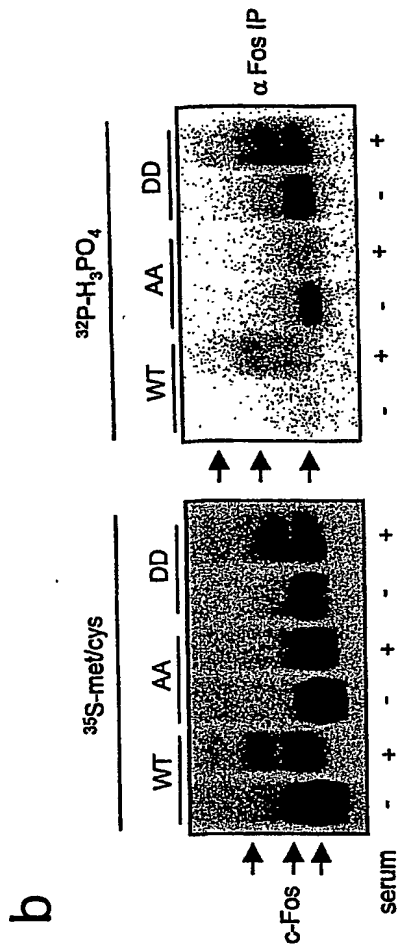 b
³⁵S-met/cys
³²P-H₃PO₄
WT AA DD
WT AA DD
c-Fos
α Fos IP
serum - + - + - +
- + - + - +